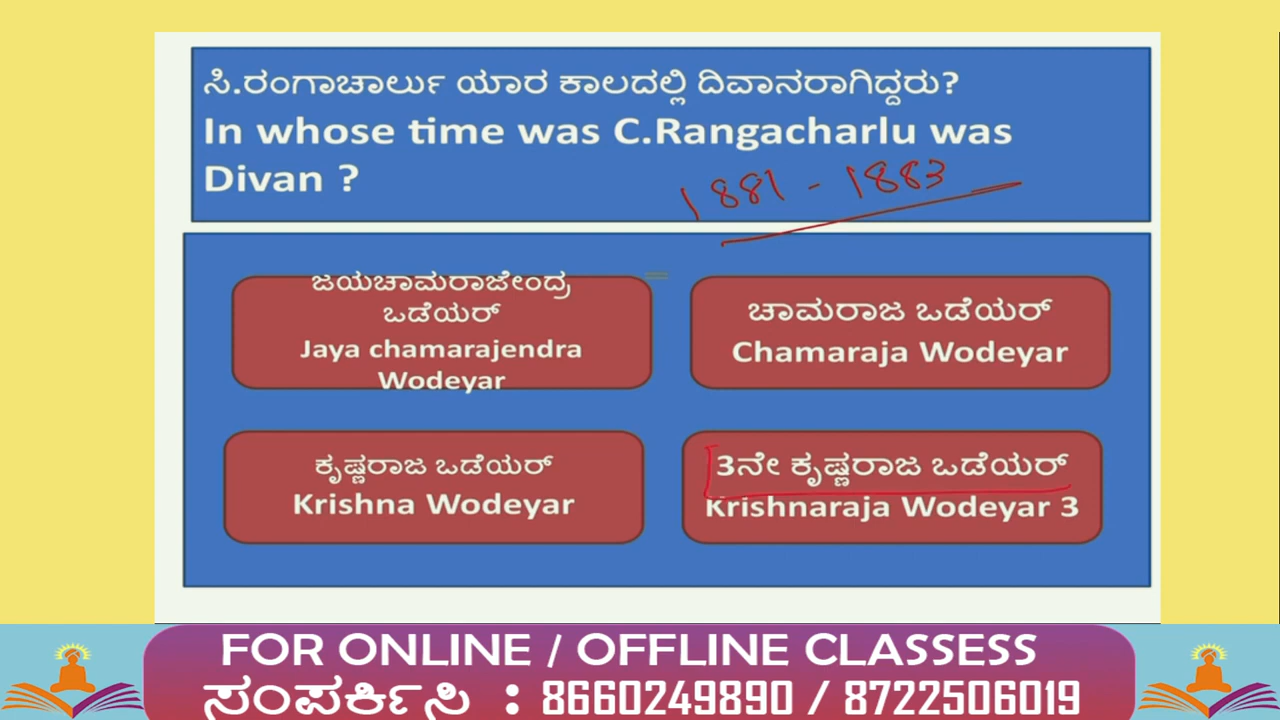 ಸಿ.ರಂಗಾಚಾರ್ಲು ಯಾರ ಕಾಲದಲ್ಲಿ ದಿವಾನರಾಗಿದ್ದರು?
In whose time was C.Rangacharlu was
Divan ?
1881 - 1883
ಜಯಚಾಮರಾಜೇಂದ್ರ
ಒಡೆಯರ್
Jaya chamarajendra
Wodeyar
ಚಾಮರಾಜ ಒಡೆಯರ್
Chamaraja Wodeyar
ಕೃಷ್ಣರಾಜ ಒಡೆಯರ್
Krishna Wodeyar
3ನೇ ಕೃಷ್ಣರಾಜ ಒಡೆಯರ್
Krishnaraja Wodeyar 3
FOR ONLINE / OFFLINE CLASSESS
ಸಂಪರ್ಕಿಸಿ : 8660249890 / 8722506019